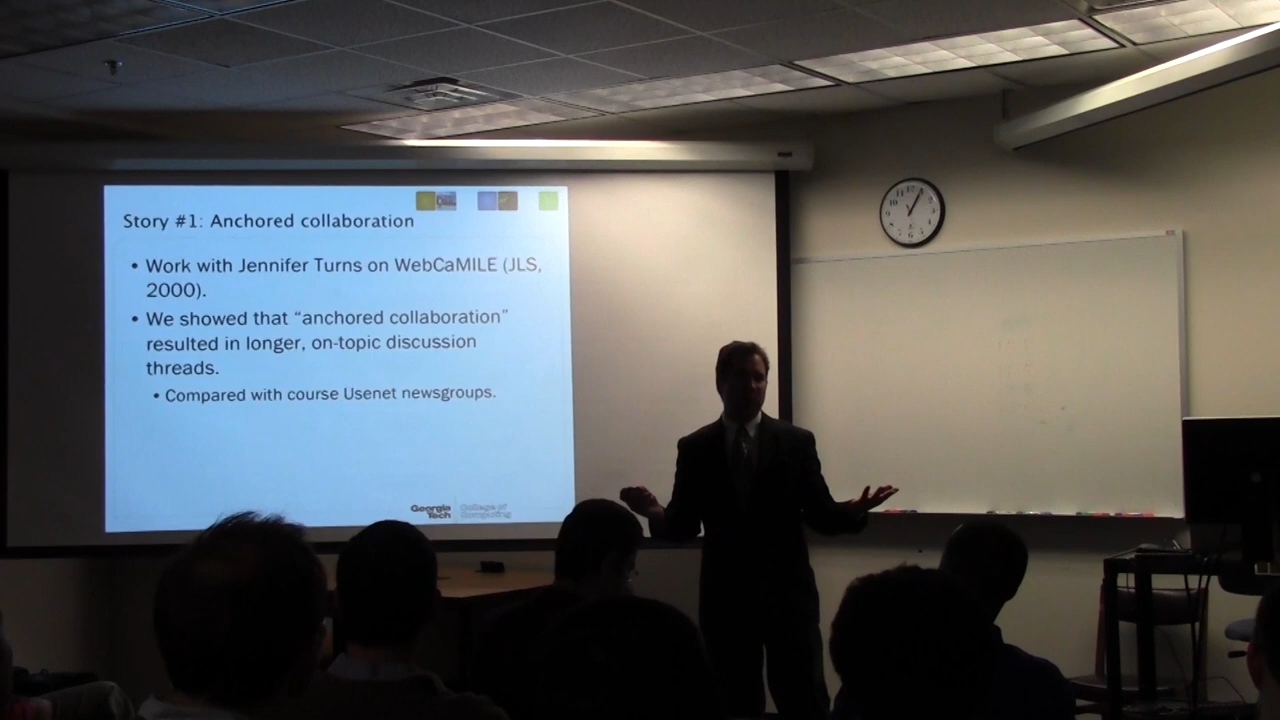 Story #1: Anchored collaboration
• Work with Jennifer Turns on WebCaMILE (JLS,
2000).
• We showed that “anchored collaboration”
resulted in longer, on-topic discussion
threads.
• Compared with course Usenet newsgroups.
Georgia
Tech
College of
Computing